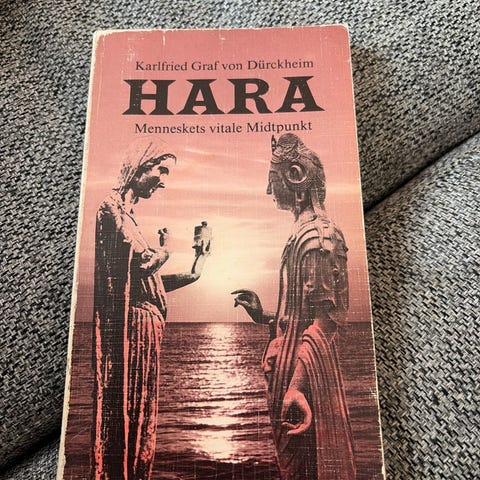 Karlfried Graf von Dürckheim
HARA
Menneskets vitale Midtpunkt